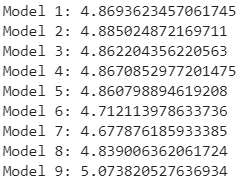 Model 1: 4.8693623457061745
Model 2: 4.885024872169711
Model 3: 4.862204356220563
Model 4: 4.8670852977201475
Model 5: 4.860798894619208
Model 6: 4.712113978633736
Model 7: 4.677876185933385
Model 8: 4.839006362061724
Model 9: 5.073820527636934